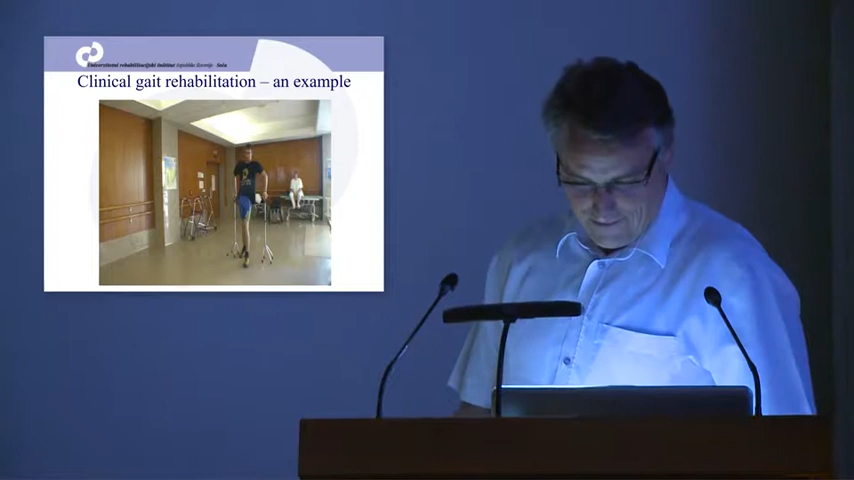 Univerzitetni rehabilitacijski inštitut Republike Slovenije - Soča
Clinical gait rehabilitation – an example